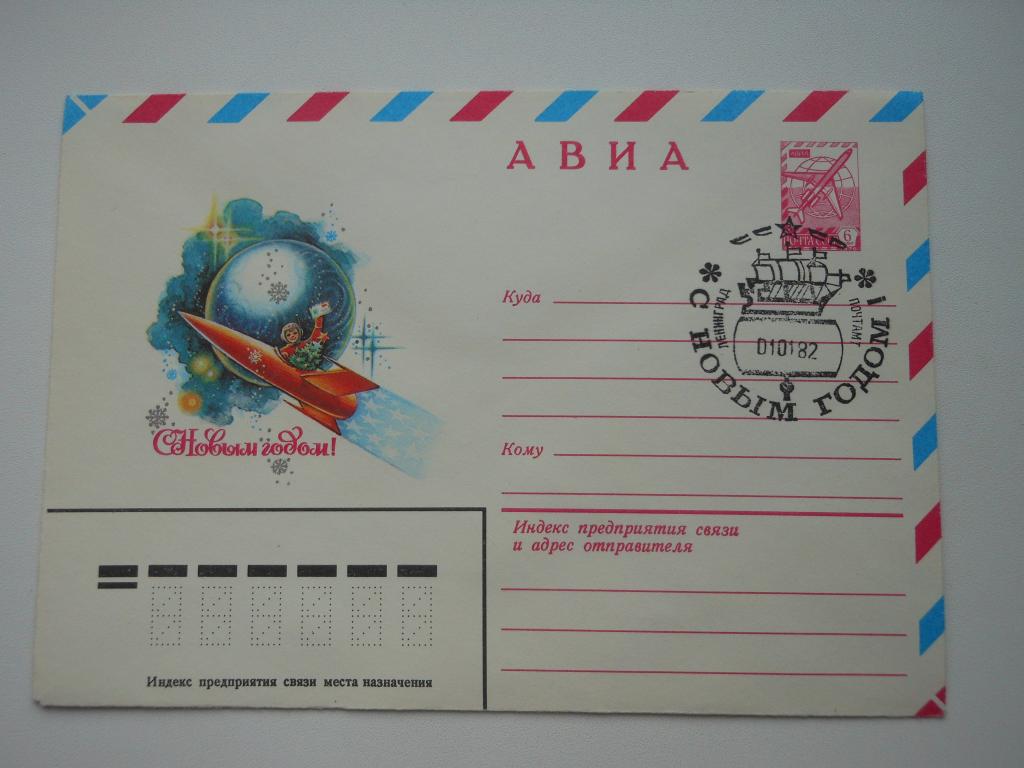 АВИА
АВИА
ПОЧТА СССР
6
С НОВЫМ ГОДОМ!
ЛЕНИНГРАД
ПОЧТАМТ
010182
Куда
Кому
С Новым годом!
Индекс предприятия связи
и адрес отправителя
Индекс предприятия связи места назначения